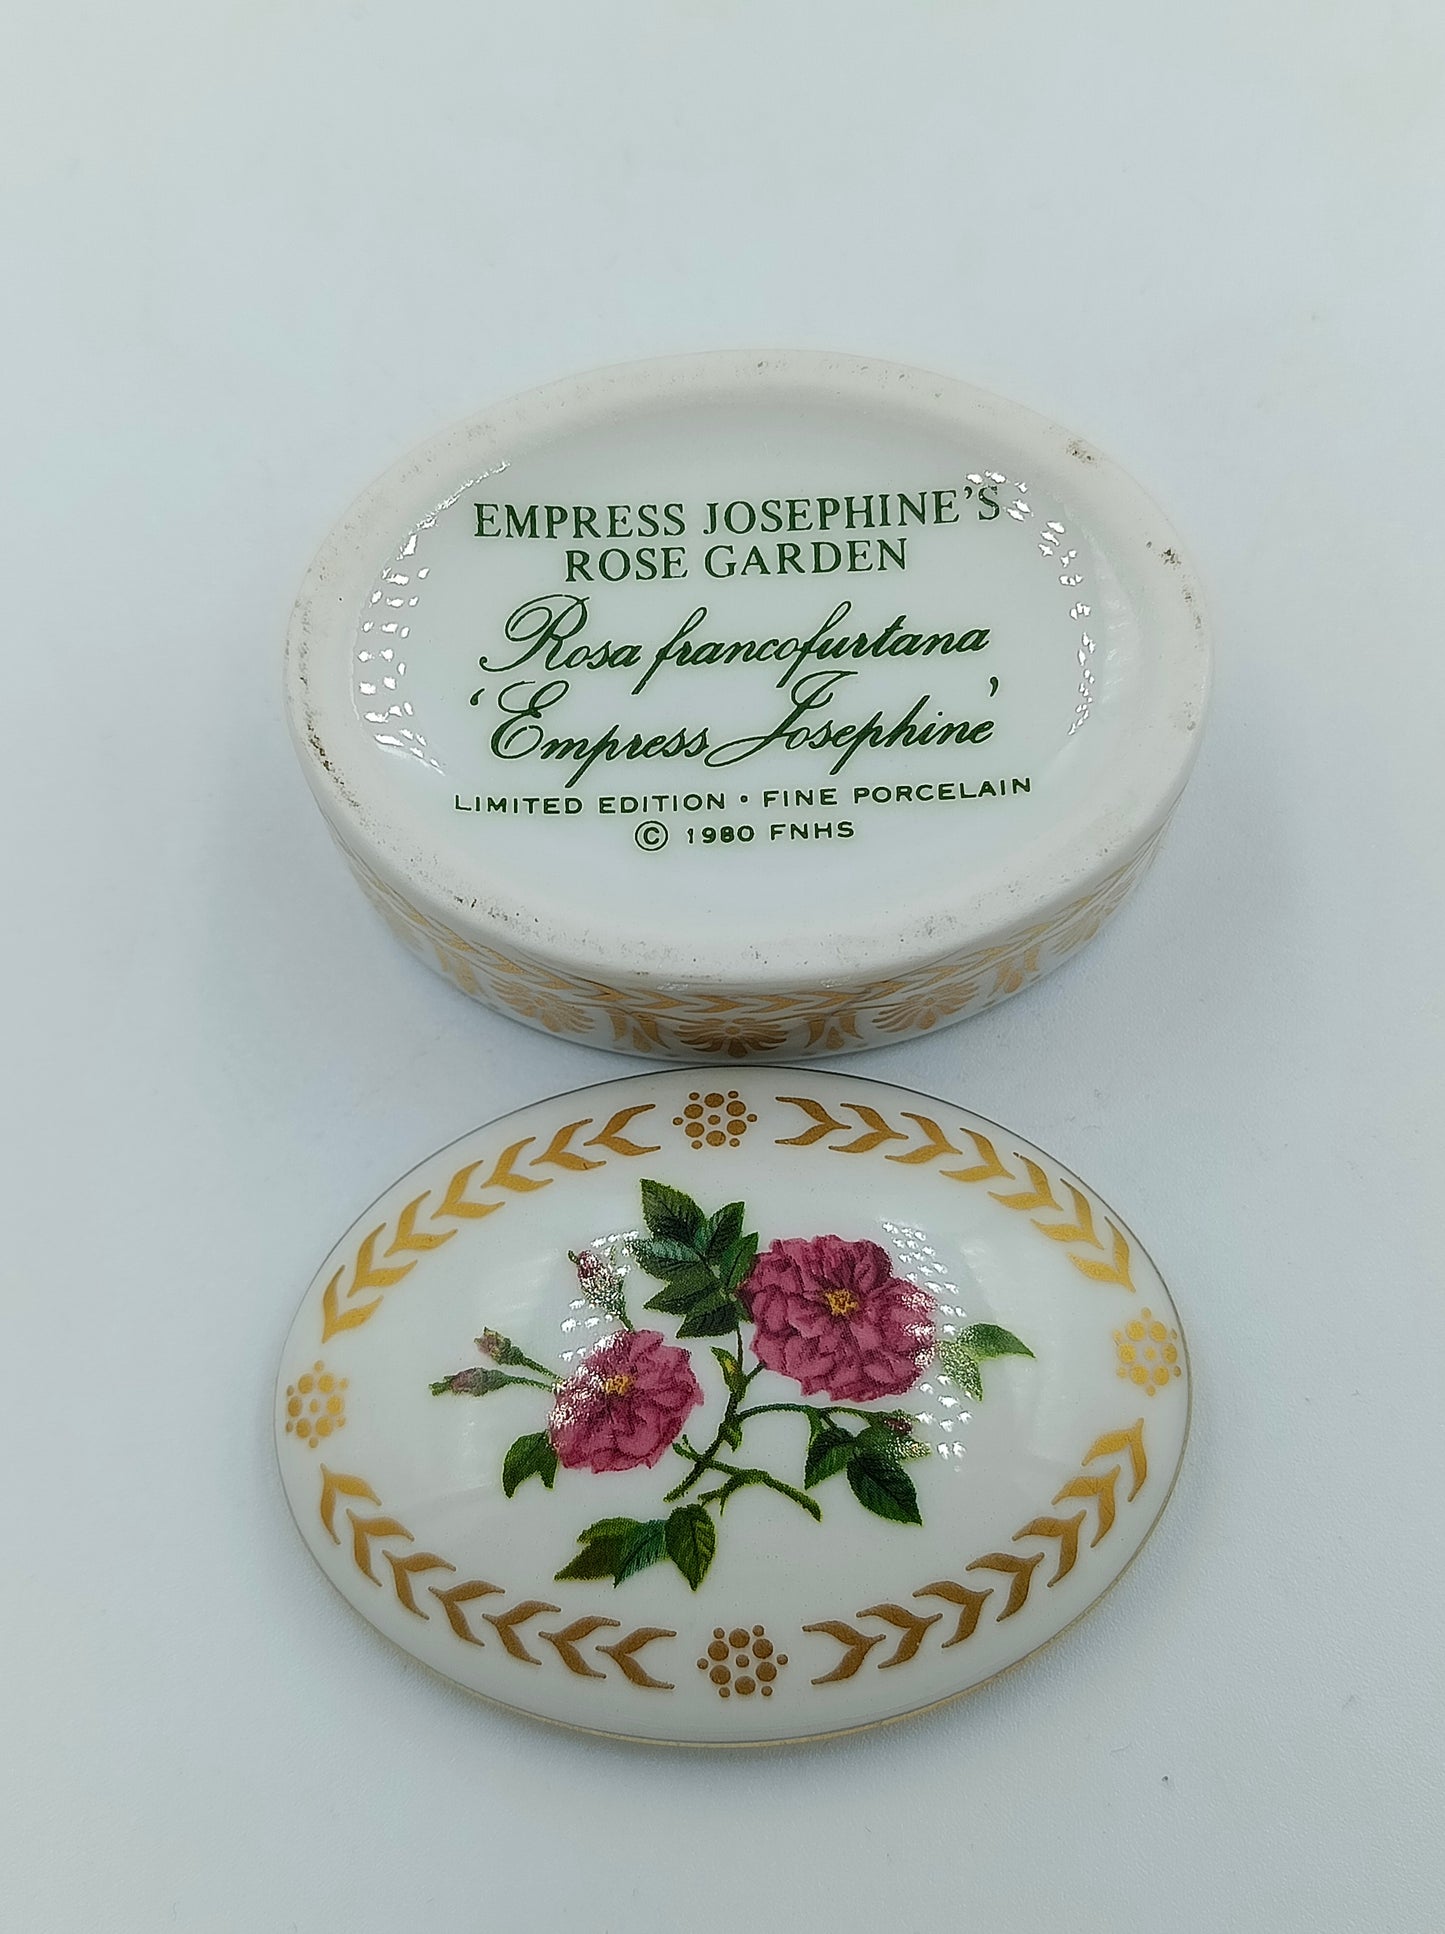 EMPRESS JOSEPHINE'S
ROSE GARDEN
Rosa francofurtana
‘Empress Josephine’
LIMITED EDITION • FINE PORCELAIN
© 1980 FNHS